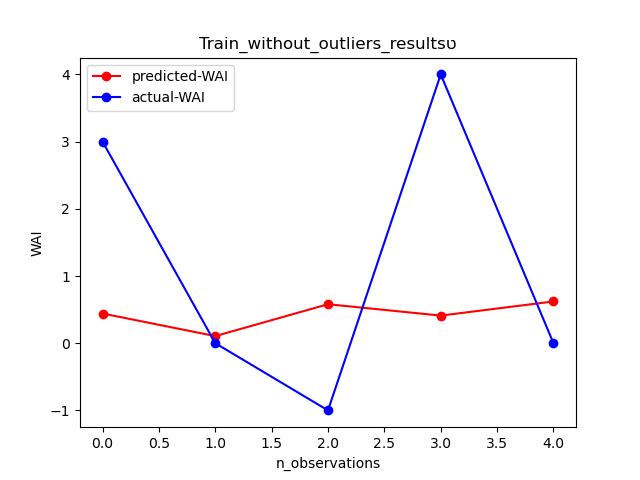 Train_without_outliers_resultsט
predicted-WAI
actual-WAI
4
3
2
1
0
−1
WAI
0.0 0.5 1.0 1.5 2.0 2.5 3.0 3.5 4.0
n_observations